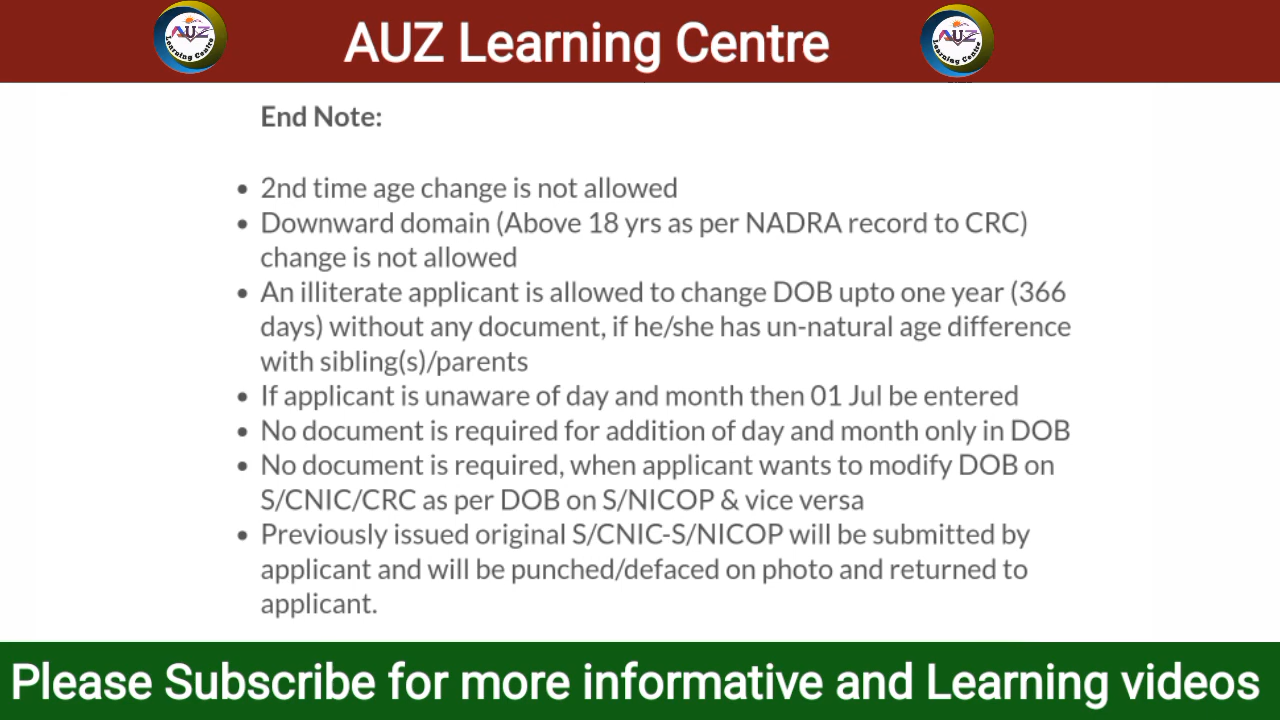 AUZ
Learning Centre
AUZ Learning Centre
AUZ
Learning Centre
End Note:
• 2nd time age change is not allowed
• Downward domain (Above 18 yrs as per NADRA record to CRC)
change is not allowed
• An illiterate applicant is allowed to change DOB upto one year (366
days) without any document, if he/she has un-natural age difference
with sibling(s)/parents
• If applicant is unaware of day and month then 01 Jul be entered
• No document is required for addition of day and month only in DOB
• No document is required, when applicant wants to modify DOB on
S/CNIC/CRC as per DOB on S/NICOP & vice versa
• Previously issued original S/CNIC-S/NICOP will be submitted by
applicant and will be punched/defaced on photo and returned to
applicant.
Please Subscribe for more informative and Learning videos